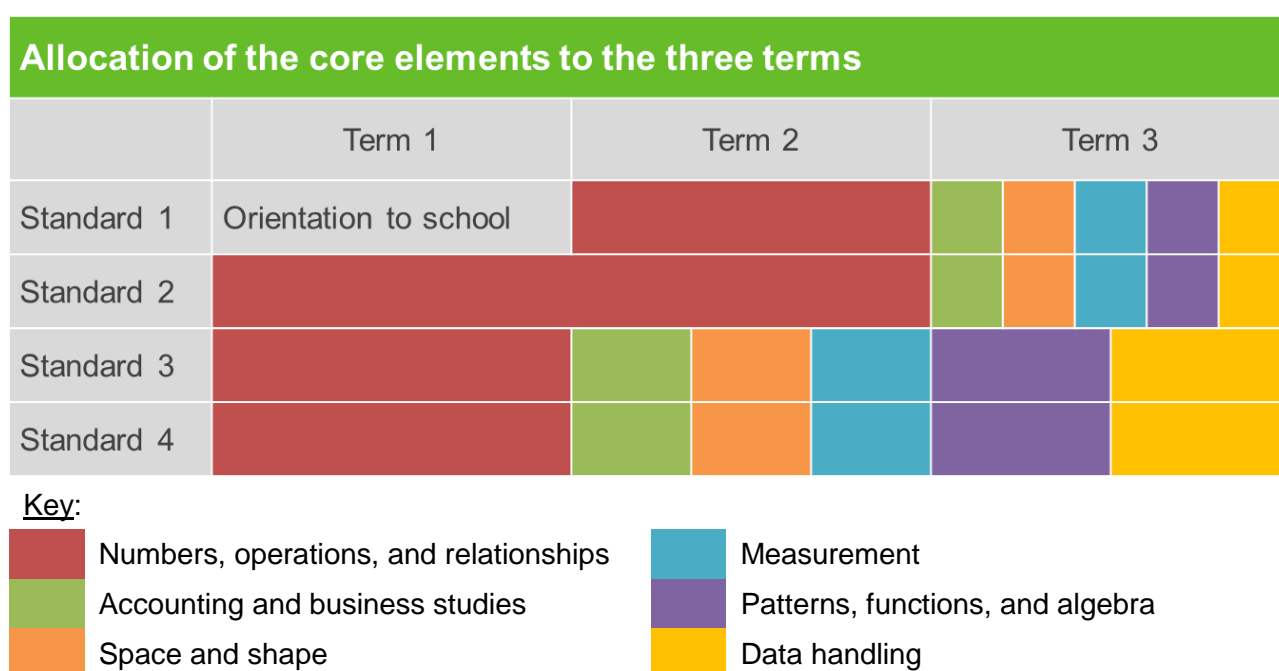 Allocation of the core elements to the three terms
Term 1 Term 2 Term 3
Standard 1 Orientation to school
Standard 2
Standard 3
Standard 4
Key:
Numbers, operations, and relationships Measurement
Accounting and business studies Patterns, functions, and algebra
Space and shape Data handling